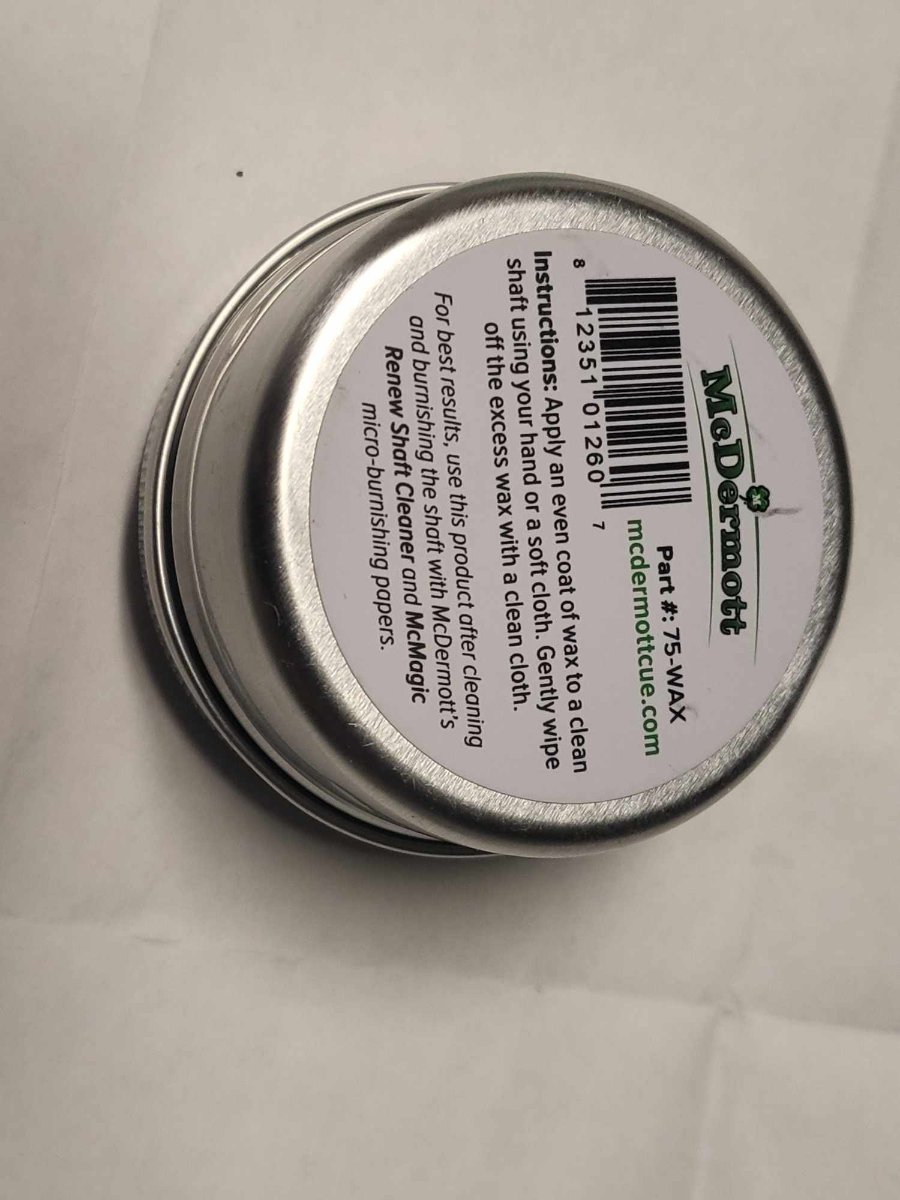 McDermott
Part #: 75-WAX
mcdermottcue.com
8 12351 01260 7
Instructions: Apply an even coat of wax to a clean
shaft using your hand or a soft cloth. Gently wipe
off the excess wax with a clean cloth.
For best results, use this product after cleaning
and burnishing the shaft with McDermott's
Renew Shaft Cleaner and McMagic
micro-burnishing papers.